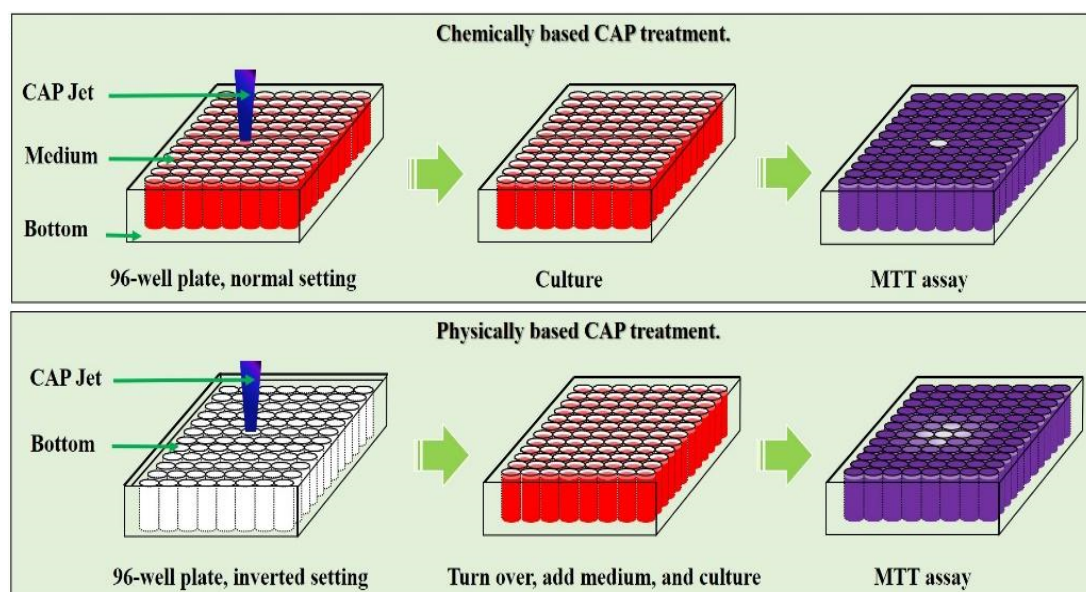 Chemically based CAP treatment.
CAP Jet
Medium
Bottom
96-well plate, normal setting
Culture
MTT assay
Physically based CAP treatment.
CAP Jet
Bottom
96-well plate, inverted setting
Turn over, add medium, and culture
MTT assay